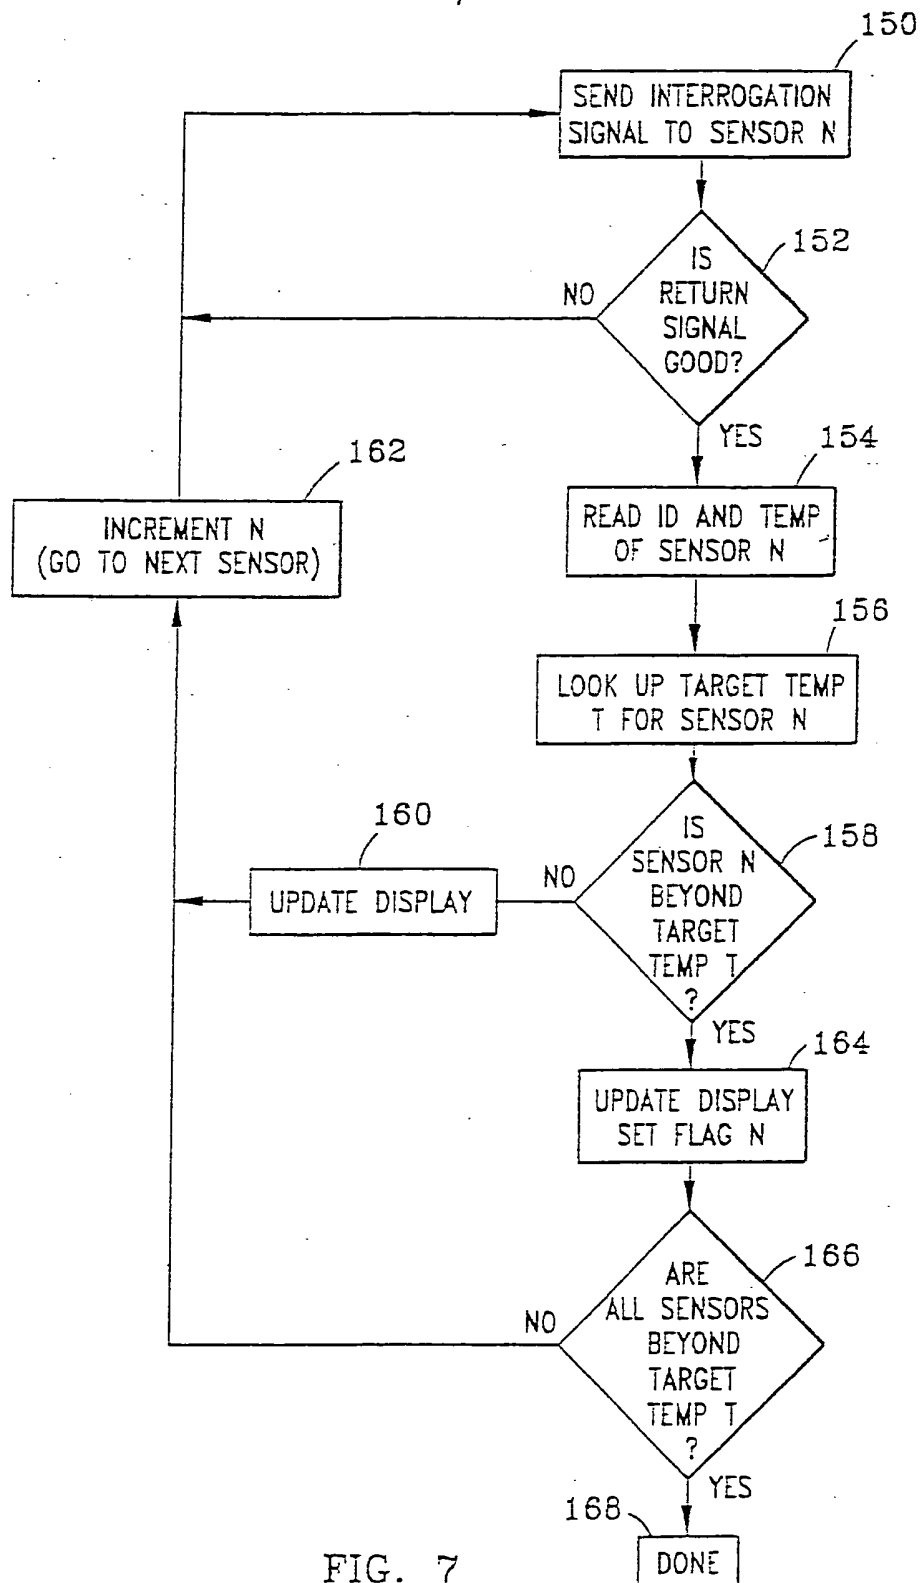 150
SEND INTERROGATION
SIGNAL TO SENSOR N
152
IS
RETURN
SIGNAL
GOOD?
NO
YES
154
READ ID AND TEMP
OF SENSOR N
162
INCREMENT N
(GO TO NEXT SENSOR)
156
LOOK UP TARGET TEMP
T FOR SENSOR N
158
IS
SENSOR N
BEYOND
TARGET
TEMP T
?
NO
160
UPDATE DISPLAY
YES
164
UPDATE DISPLAY
SET FLAG N
166
ARE
ALL SENSORS
BEYOND
TARGET
TEMP T
?
NO
YES
168
DONE
FIG. 7